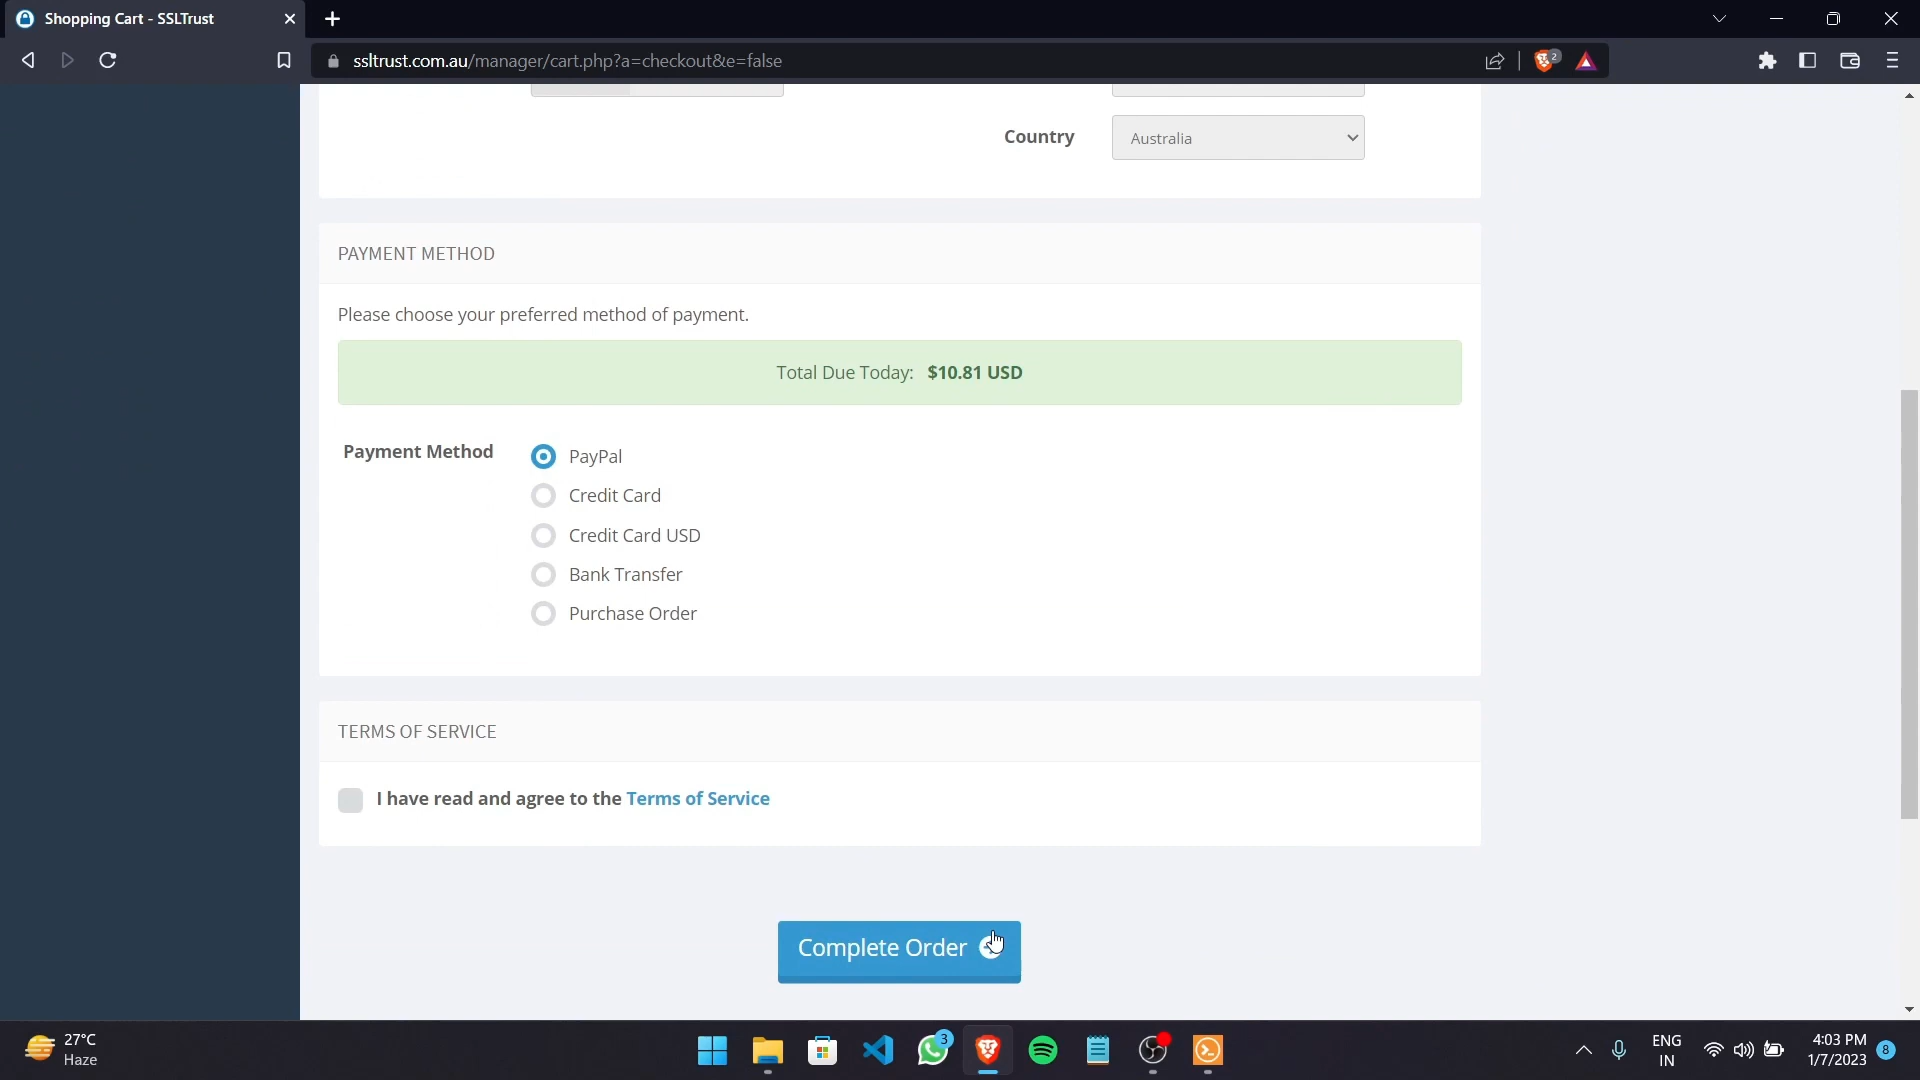 Shopping Cart - SSLTrust
ssltrust.com.au/manager/cart.php?a=checkout&e=false
2
Country
Australia
PAYMENT METHOD
Please choose your preferred method of payment.
Total Due Today: $10.81 USD
Payment Method
PayPal
Credit Card
Credit Card USD
Bank Transfer
Purchase Order
TERMS OF SERVICE
I have read and agree to the Terms of Service
Complete Order
27°C
Haze
3
ENG
IN
4:03 PM
1/7/2023
8